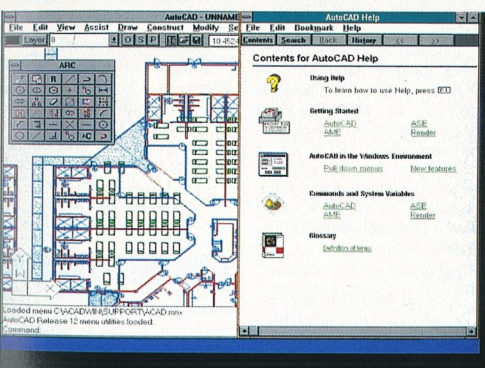 AutoCAD - UNNAME
File Edit View Assist Draw Construct Modify Se
Layer 0 O S P 10.4524
ARC
Loaded menu C:\ACADWIN\SUPPORT\ACAD.mnx
AutoCAD Release 12 menu utilities loaded.
Command:
AutoCAD Help
File Edit Bookmark Help
Contents Search Back History << >>
Contents for AutoCAD Help
Using Help
To learn how to use Help, press F1
Getting Started
AutoCAD ASE
AME Render
AutoCAD in the Windows Environment
Pull-down menus New features
Commands and System Variables
AutoCAD ASE
AME Render
Glossary
Definition of terms